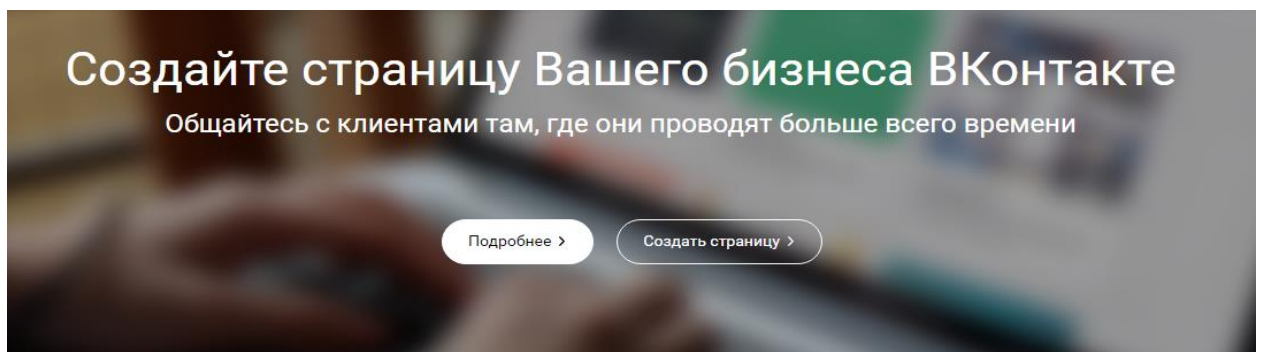 Создайте страницу Вашего бизнеса ВКонтакте
Общайтесь с клиентами там, где они проводят больше всего времени
Подробнее >
Создать страницу >